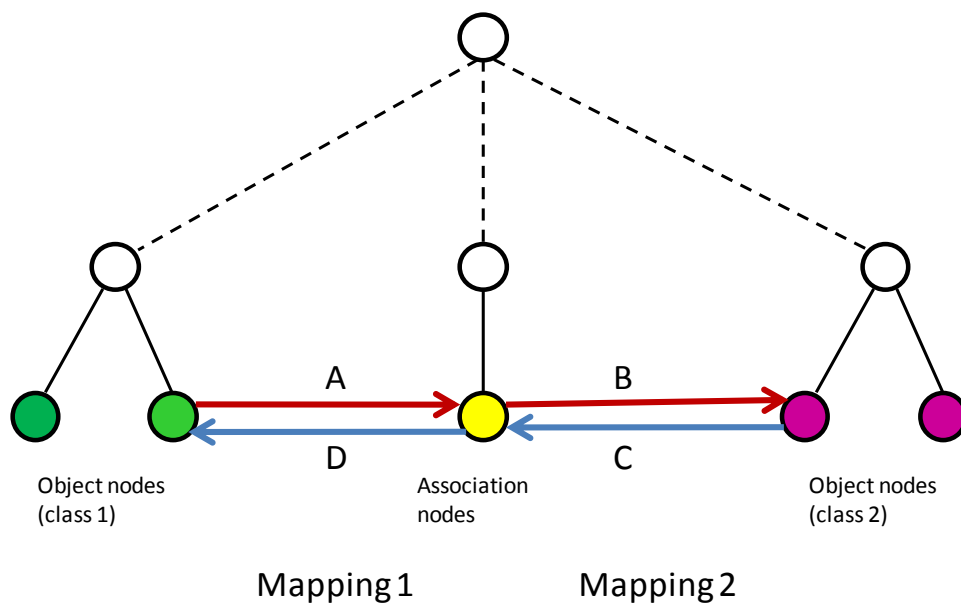 A
B
D
C
Object nodes
(class 1)
Association
nodes
Object nodes
(class 2)
Mapping 1
Mapping 2